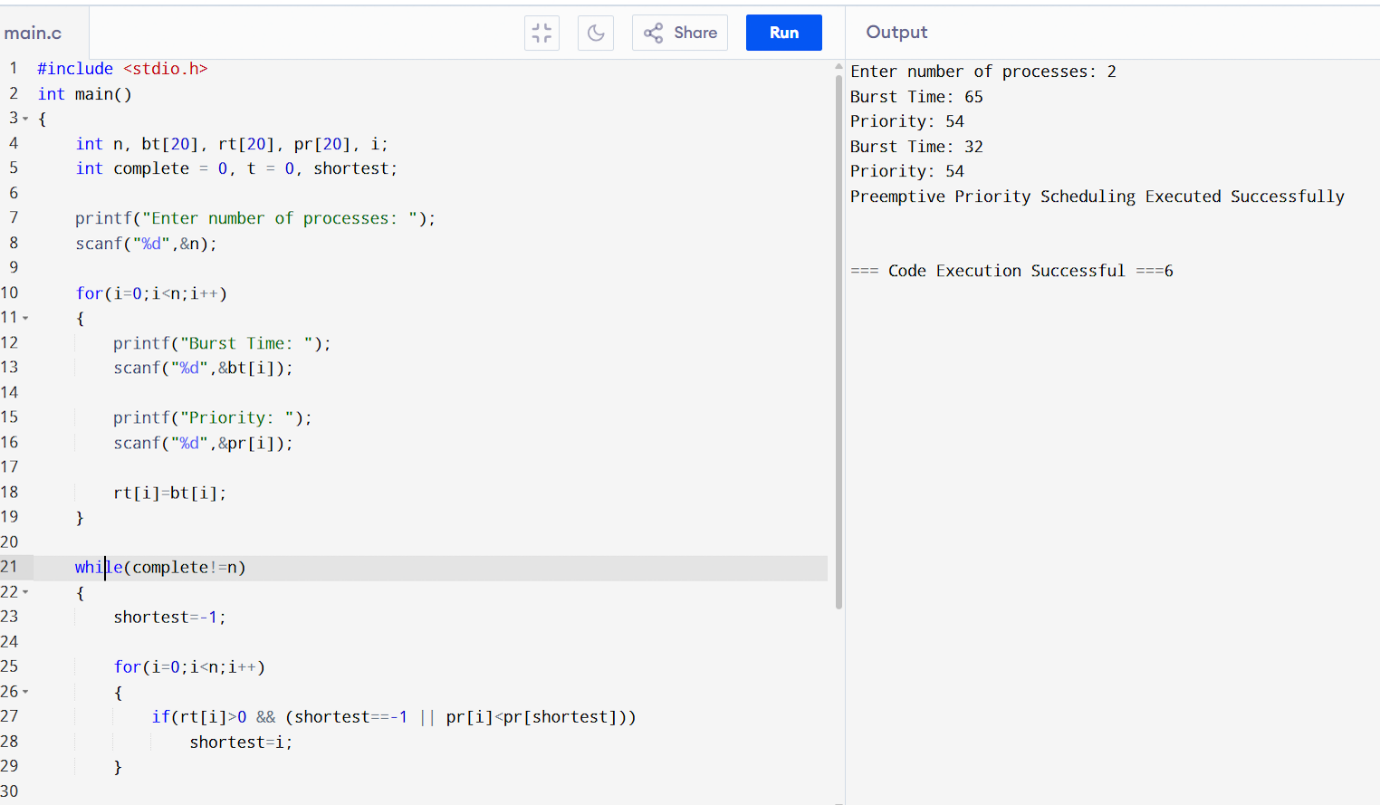 main.c
Share
Run
Output
1 #include <stdio.h>
2 int main()
3 {
4     int n, bt[20], rt[20], pr[20], i;
5     int complete = 0, t = 0, shortest;
6
7     printf("Enter number of processes: ");
8     scanf("%d",&n);
9
10     for(i=0;i<n;i++)
11     {
12         printf("Burst Time: ");
13         scanf("%d",&bt[i]);
14
15         printf("Priority: ");
16         scanf("%d",&pr[i]);
17
18         rt[i]=bt[i];
19     }
20
21     while(complete!=n)
22     {
23         shortest=-1;
24
25         for(i=0;i<n;i++)
26         {
27             if(rt[i]>0 && (shortest==-1 || pr[i]<pr[shortest]))
28                 shortest=i;
29         }
30
Enter number of processes: 2
Burst Time: 65
Priority: 54
Burst Time: 32
Priority: 54
Preemptive Priority Scheduling Executed Successfully
=== Code Execution Successful ===6